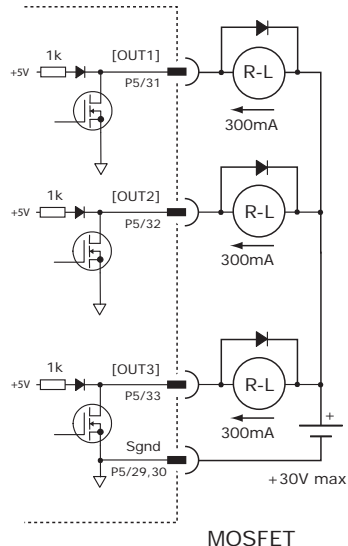 1k
[OUT1]
+5V
P5/31
R-L
300mA
1k
[OUT2]
+5V
P5/32
R-L
300mA
1k
[OUT3]
+5V
P5/33
R-L
300mA
+
Sgnd
P5/29,30
+30V max
MOSFET